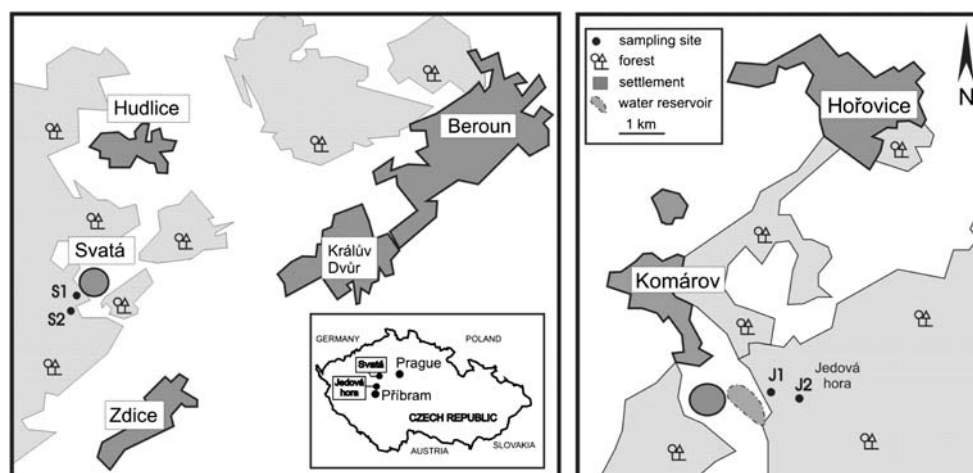 Hudlice
Beroun
Svatá
Králův
Dvůr
S1
S2
Zdice
GERMANY
POLAND
Svatá
Prague
Jedová
hora
Příbram
CZECH REPUBLIC
AUSTRIA
SLOVAKIA
sampling site
forest
settlement
water reservoir
1 km
N
Hořovice
Komárov
J1
J2
Jedová
hora